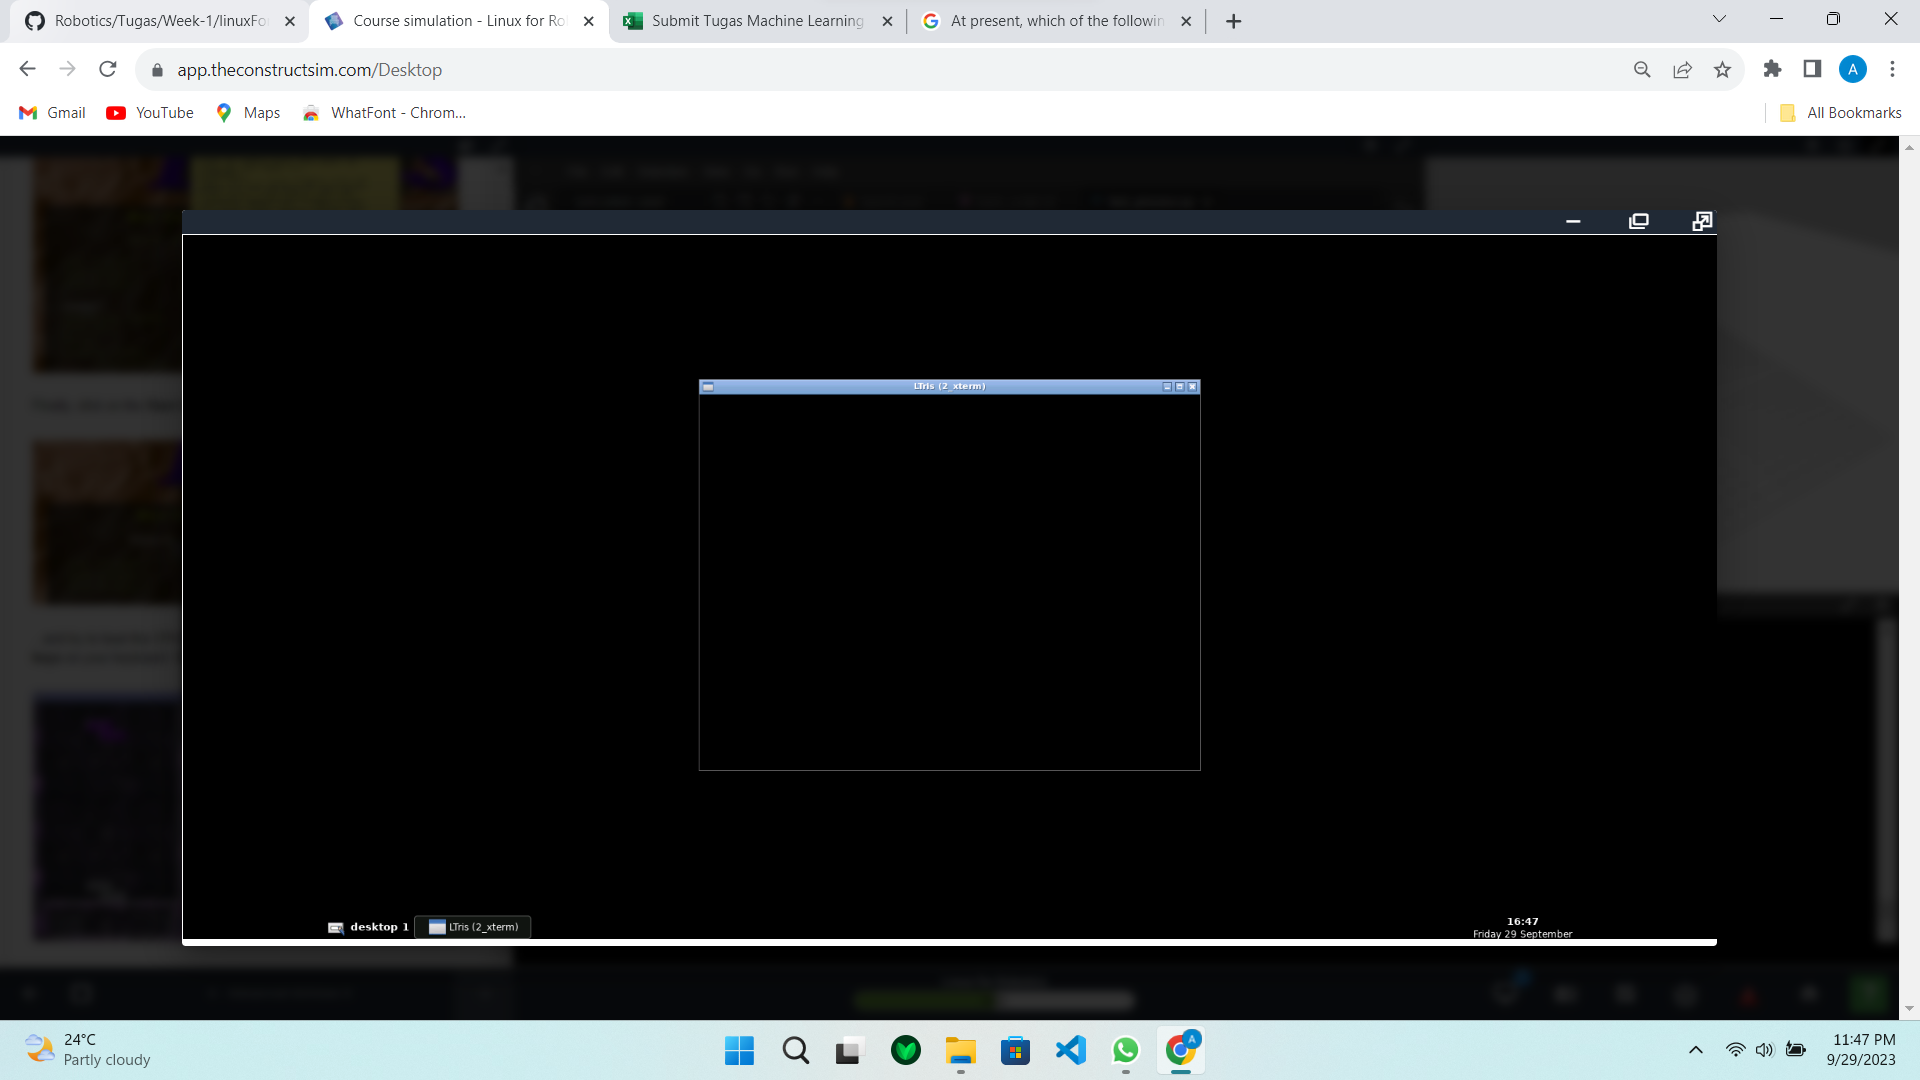 Robotics/Tugas/Week-1/linuxFo
Course simulation - Linux for Ro
Submit Tugas Machine Learning
At present, which of the followin
app.theconstructsim.com/Desktop
A
Gmail
YouTube
Maps
WhatFont - Chrom...
All Bookmarks
LTris (2_xterm)
desktop 1
LTris (2_xterm)
16:47
Friday 29 September
24°C
Partly cloudy
A
11:47 PM
9/29/2023